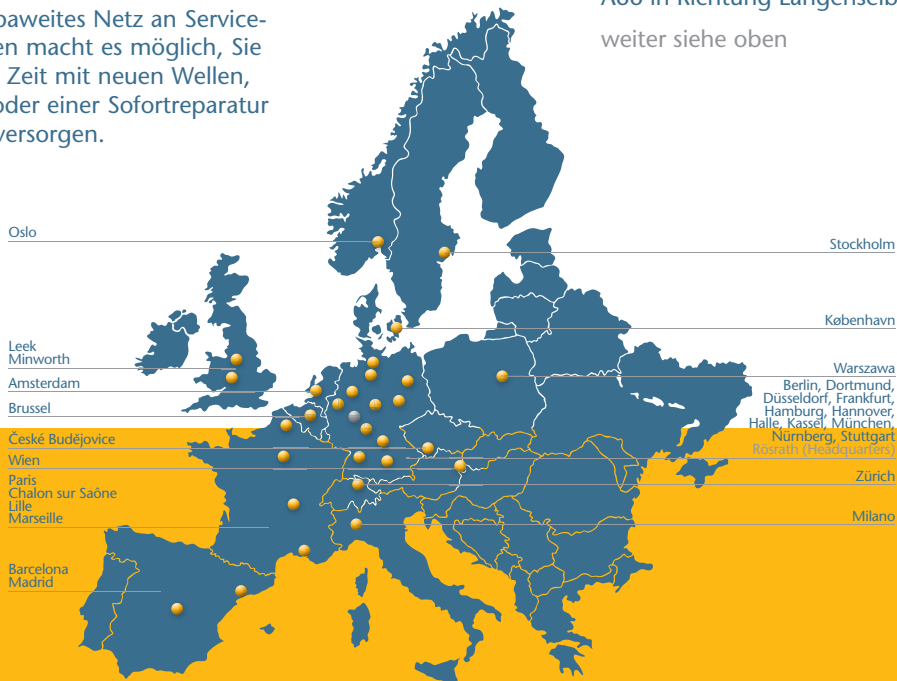 paweites Netz an Service-
en macht es möglich, Sie
Zeit mit neuen Wellen,
oder einer Sofortreparatur
versorgen.
weiter siehe oben
Oslo
Stockholm
København
Leek
Minworth
Amsterdam
Brussel
České Budějovice
Wien
Paris
Chalon sur Saône
Lille
Marseille
Barcelona
Madrid
Warszawa
Berlin, Dortmund,
Düsseldorf, Frankfurt,
Hamburg, Hannover,
Halle, Kassel, München,
Nürnberg, Stuttgart
Rösrath (Headquarters)
Zürich
Milano